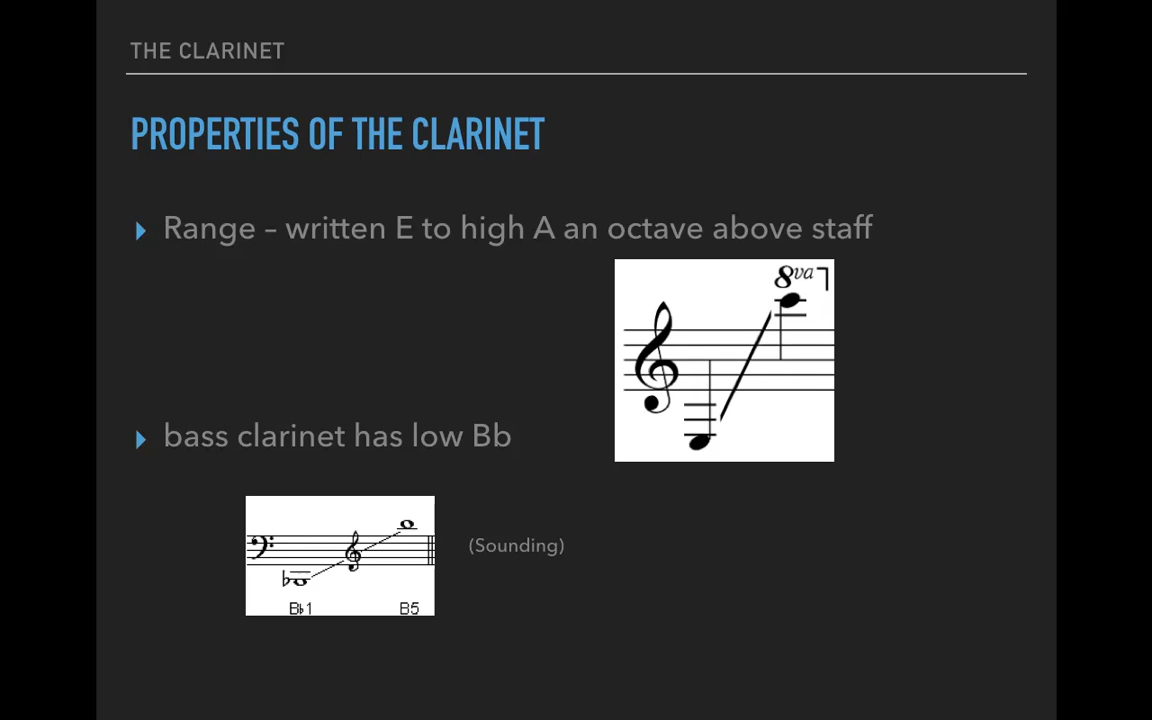 THE CLARINET
PROPERTIES OF THE CLARINET
Range – written E to high A an octave above staff
8va
bass clarinet has low Bb
(Sounding)
B♭1 B5